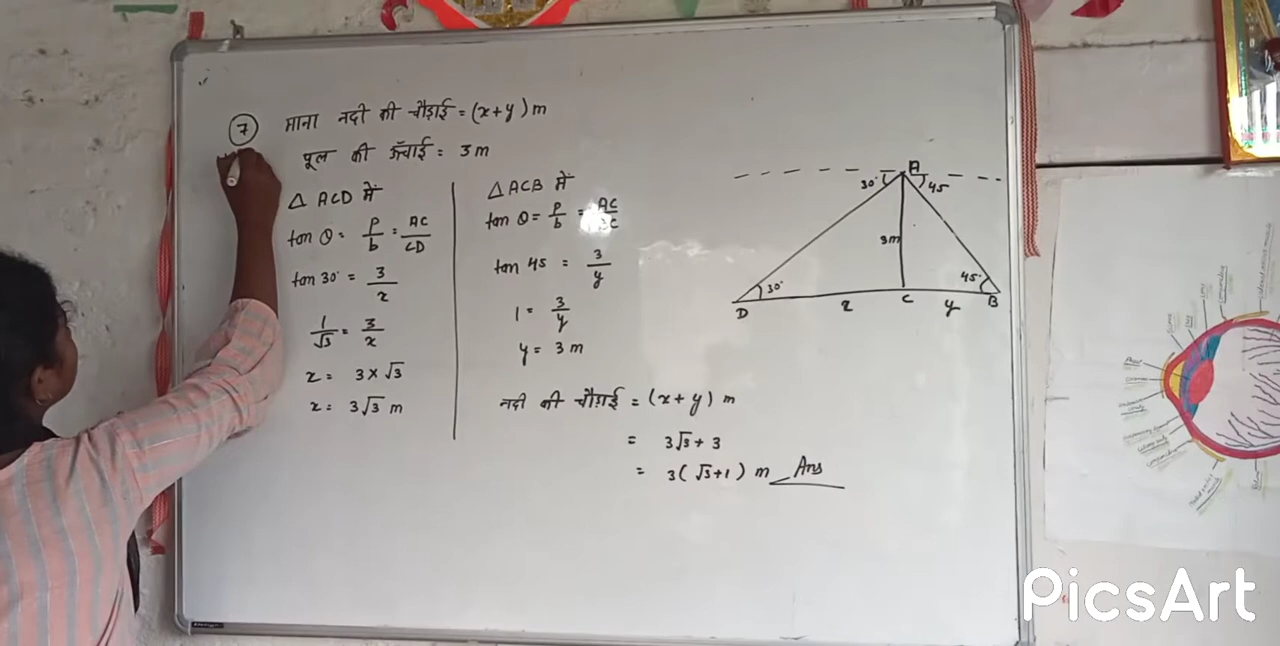 7 माना नदी की चौड़ाई = (x+y) m
पूल की ऊँचाई = 3 m
△ ACD में
tan θ = p/b = AC/CD
tan 30° = 3/x
1/√3 = 3/x
x = 3 × √3
x = 3√3 m
△ ACB में
tan θ = p/b = AC/BC
tan 45 = 3/y
1 = 3/y
y = 3 m
नदी की चौड़ाई = (x+y) m
= 3√3 + 3
= 3(√3+1) m Ans
A
30° 45
3m
30° 45°
D x C y B
PicsArt